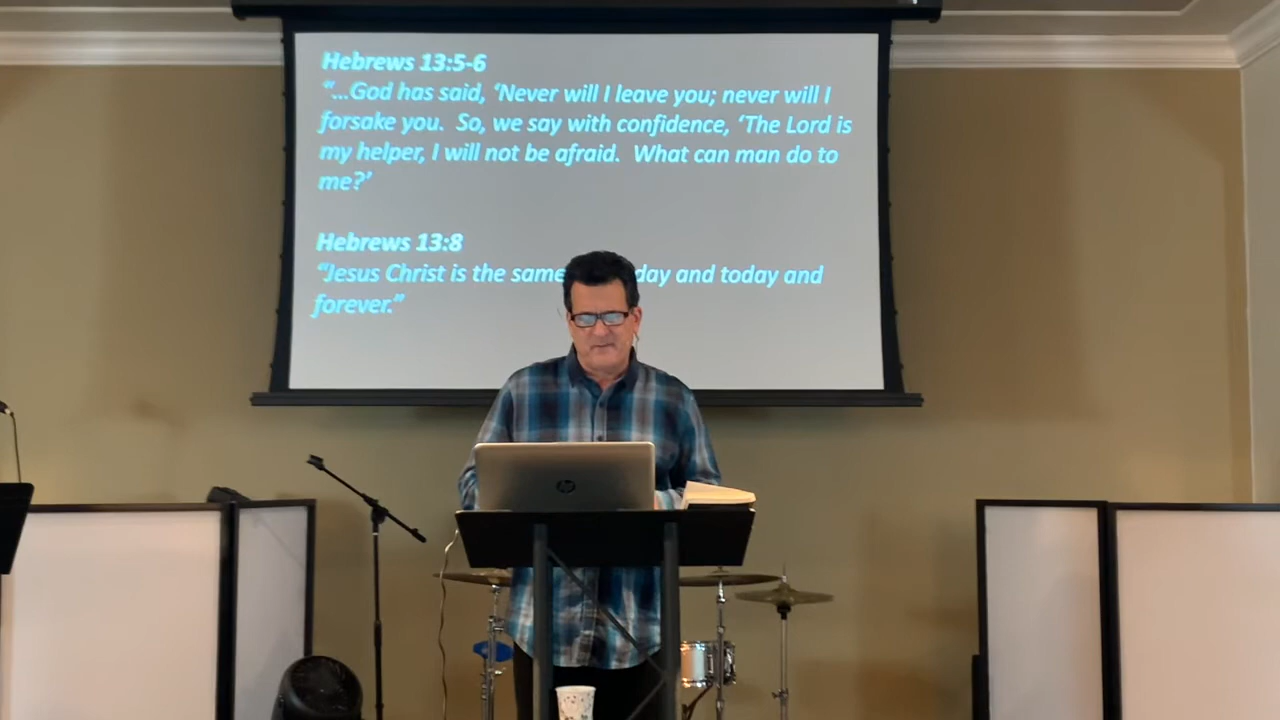 Hebrews 13:5-6
“...God has said, ‘Never will I leave you; never will I
forsake you.  So, we say with confidence, ‘The Lord is
my helper, I will not be afraid.  What can man do to
me?’
Hebrews 13:8
“Jesus Christ is the same day and today and
forever.”
hp